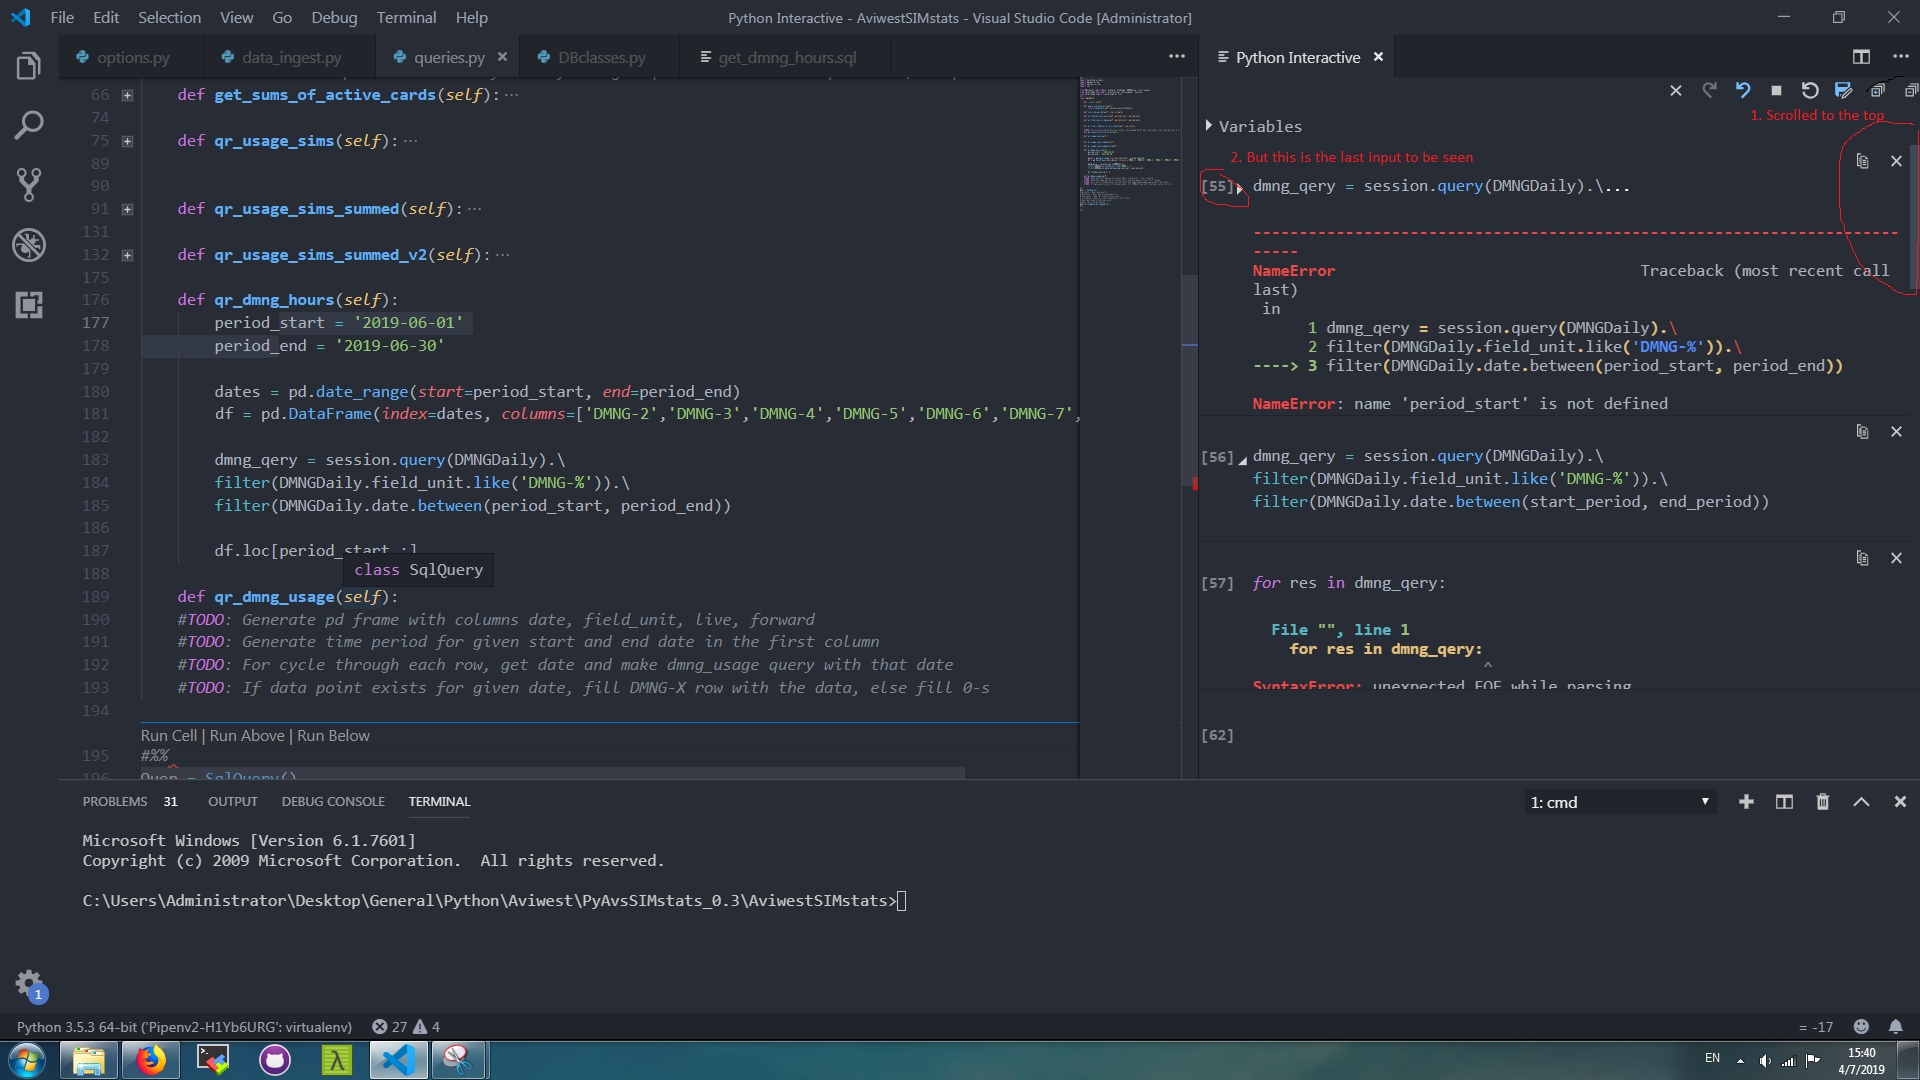 File Edit Selection View Go Debug Terminal Help
Python Interactive - AviwestSIMstats - Visual Studio Code [Administrator]
options.py data_ingest.py queries.py DBclasses.py get_dmng_hours.sql
66 def get_sums_of_active_cards(self):···
74
75 def qr_usage_sims(self):···
89
90
91 def qr_usage_sims_summed(self):···
131
132 def qr_usage_sims_summed_v2(self):···
175
176 def qr_dmng_hours(self):
177 period_start = '2019-06-01'
178 period_end = '2019-06-30'
179
180 dates = pd.date_range(start=period_start, end=period_end)
181 df = pd.DataFrame(index=dates, columns=['DMNG-2','DMNG-3','DMNG-4','DMNG-5','DMNG-6','DMNG-7',
182
183 dmng_qery = session.query(DMNGDaily).\
184 filter(DMNGDaily.field_unit.like('DMNG-%')).\
185 filter(DMNGDaily.date.between(period_start, period_end))
186
187 df.loc[period_start :]
188
class SqlQuery
189 def qr_dmng_usage(self):
190 #TODO: Generate pd frame with columns date, field_unit, live, forward
191 #TODO: Generate time period for given start and end date in the first column
192 #TODO: For cycle through each row, get date and make dmng_usage query with that date
193 #TODO: If data point exists for given date, fill DMNG-X row with the data, else fill 0-s
194
Run Cell | Run Above | Run Below
195 #%%
196 Quer = SqlQuery()
Python Interactive
1. Scrolled to the top
Variables
2. But this is the last input to be seen
[55] dmng_qery = session.query(DMNGDaily).\...
---------------------------------------------------------------------------
NameError Traceback (most recent call
last)
in
1 dmng_qery = session.query(DMNGDaily).\
2 filter(DMNGDaily.field_unit.like('DMNG-%')).\
----> 3 filter(DMNGDaily.date.between(period_start, period_end))
NameError: name 'period_start' is not defined
[56] dmng_qery = session.query(DMNGDaily).\
filter(DMNGDaily.field_unit.like('DMNG-%')).\
filter(DMNGDaily.date.between(start_period, end_period))
[57] for res in dmng_qery:
File "", line 1
for res in dmng_qery:
^
SyntaxError: unexpected EOF while parsing
[62]
PROBLEMS 31 OUTPUT DEBUG CONSOLE TERMINAL
1: cmd
Microsoft Windows [Version 6.1.7601]
Copyright (c) 2009 Microsoft Corporation.  All rights reserved.
C:\Users\Administrator\Desktop\General\Python\Aviwest\PyAvsSIMstats_0.3\AviwestSIMstats>
1
Python 3.5.3 64-bit ('Pipenv2-H1Yb6URG': virtualenv) 27 4
= -17
EN
15:40
4/7/2019